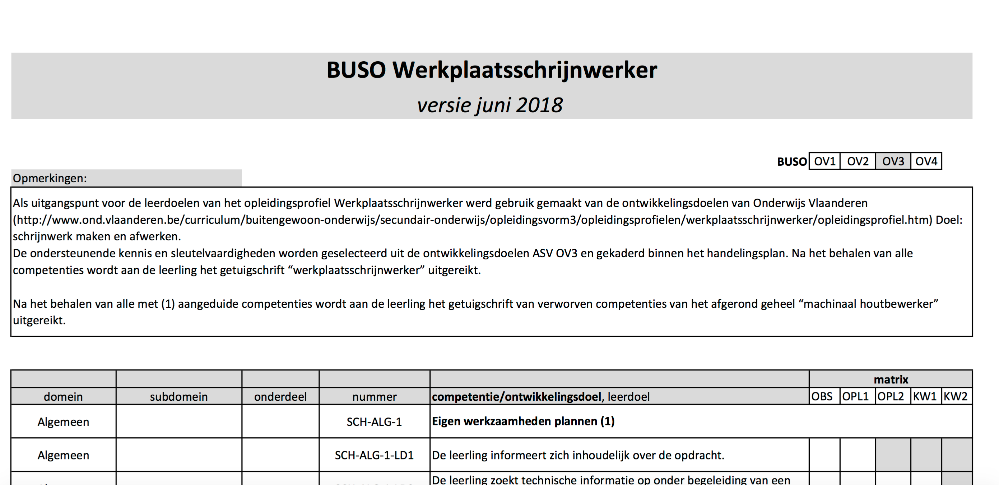 BUSO Werkplaatsschrijnwerker
versie juni 2018
BUSO OV1 OV2 OV3 OV4
Opmerkingen:
Als uitgangspunt voor de leerdoelen van het opleidingsprofiel Werkplaatsschrijnwerker werd gebruik gemaakt van de ontwikkelingsdoelen van Onderwijs Vlaanderen
(http://www.ond.vlaanderen.be/curriculum/buitengewoon-onderwijs/secundair-onderwijs/opleidingsvorm3/opleidingsprofielen/werkplaatsschrijnwerker/opleidingsprofiel.htm) Doel:
schrijnwerk maken en afwerken.
De ondersteunende kennis en sleutelvaardigheden worden geselecteerd uit de ontwikkelingsdoelen ASV OV3 en gekaderd binnen het handelingsplan. Na het behalen van alle
competenties wordt aan de leerling het getuigschrift “werkplaatsschrijnwerker” uitgereikt.
Na het behalen van alle met (1) aangeduide competenties wordt aan de leerling het getuigschrift van verworven competenties van het afgerond geheel “machinaal houtbewerker”
uitgereikt.
matrix
domein subdomein onderdeel nummer competentie/ontwikkelingsdoel, leerdoel OBS OPL1 OPL2 KW1 KW2
Algemeen SCH-ALG-1 Eigen werkzaamheden plannen (1)
Algemeen SCH-ALG-1-LD1 De leerling informeert zich inhoudelijk over de opdracht.
De leerling zoekt technische informatie op onder begeleiding van een